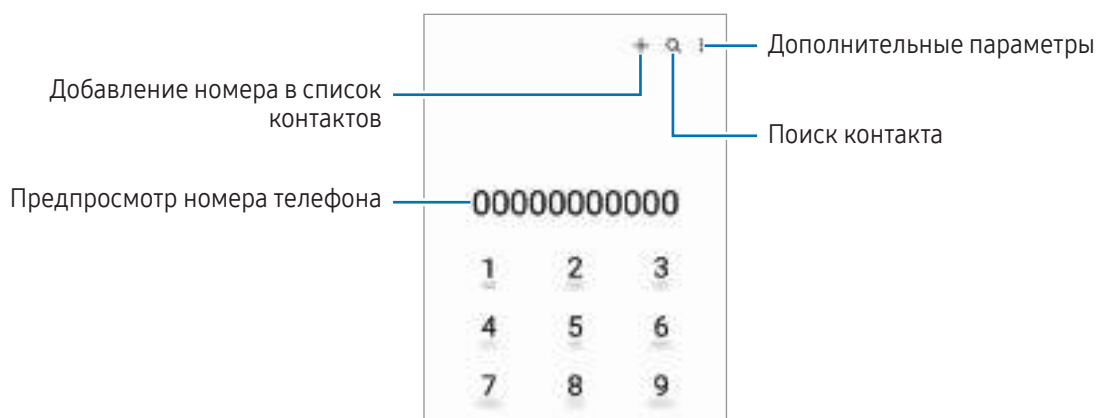 Дополнительные параметры
Добавление номера в список
контактов
Поиск контакта
Предпросмотр номера телефона
00000000000
1 2 3
4 5 6
7 8 9